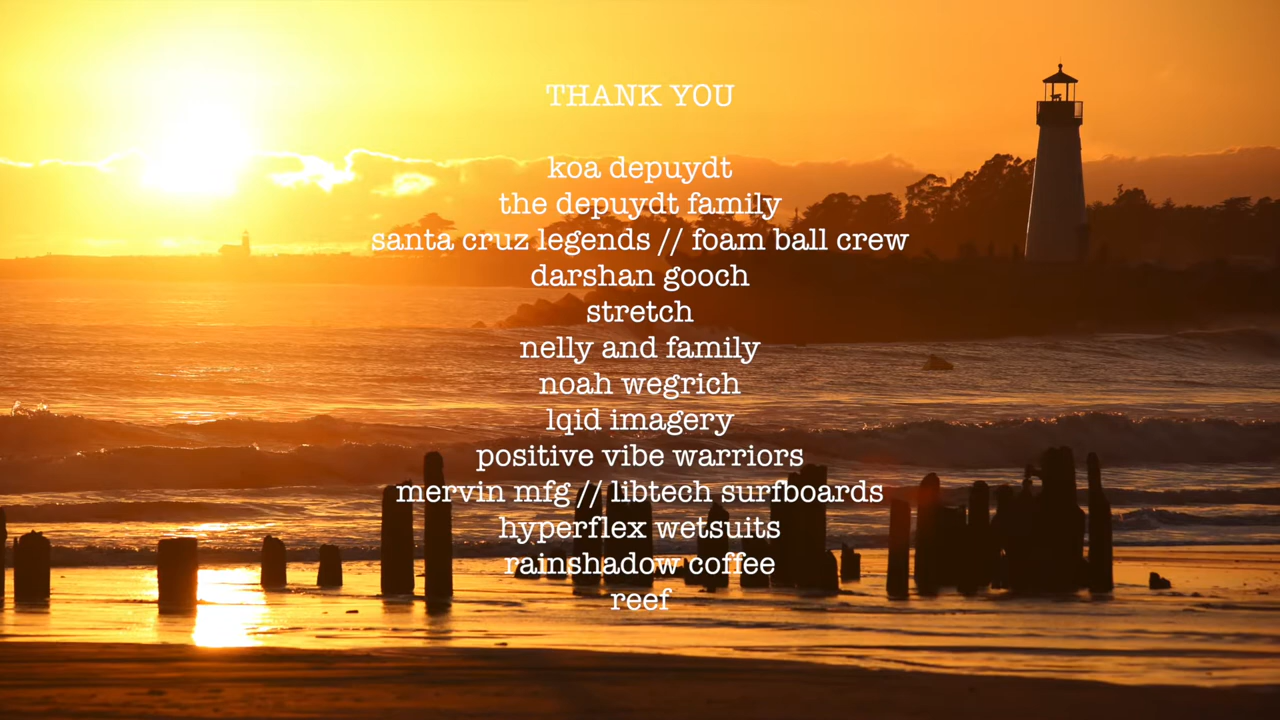 THANK YOU
koa depuydt
the depuydt family
santa cruz legends // foam ball crew
darshan gooch
stretch
nelly and family
noah wegrich
lqid imagery
positive vibe warriors
mervin mfg // libtech surfboards
hyperflex wetsuits
rainshadow coffee
reef